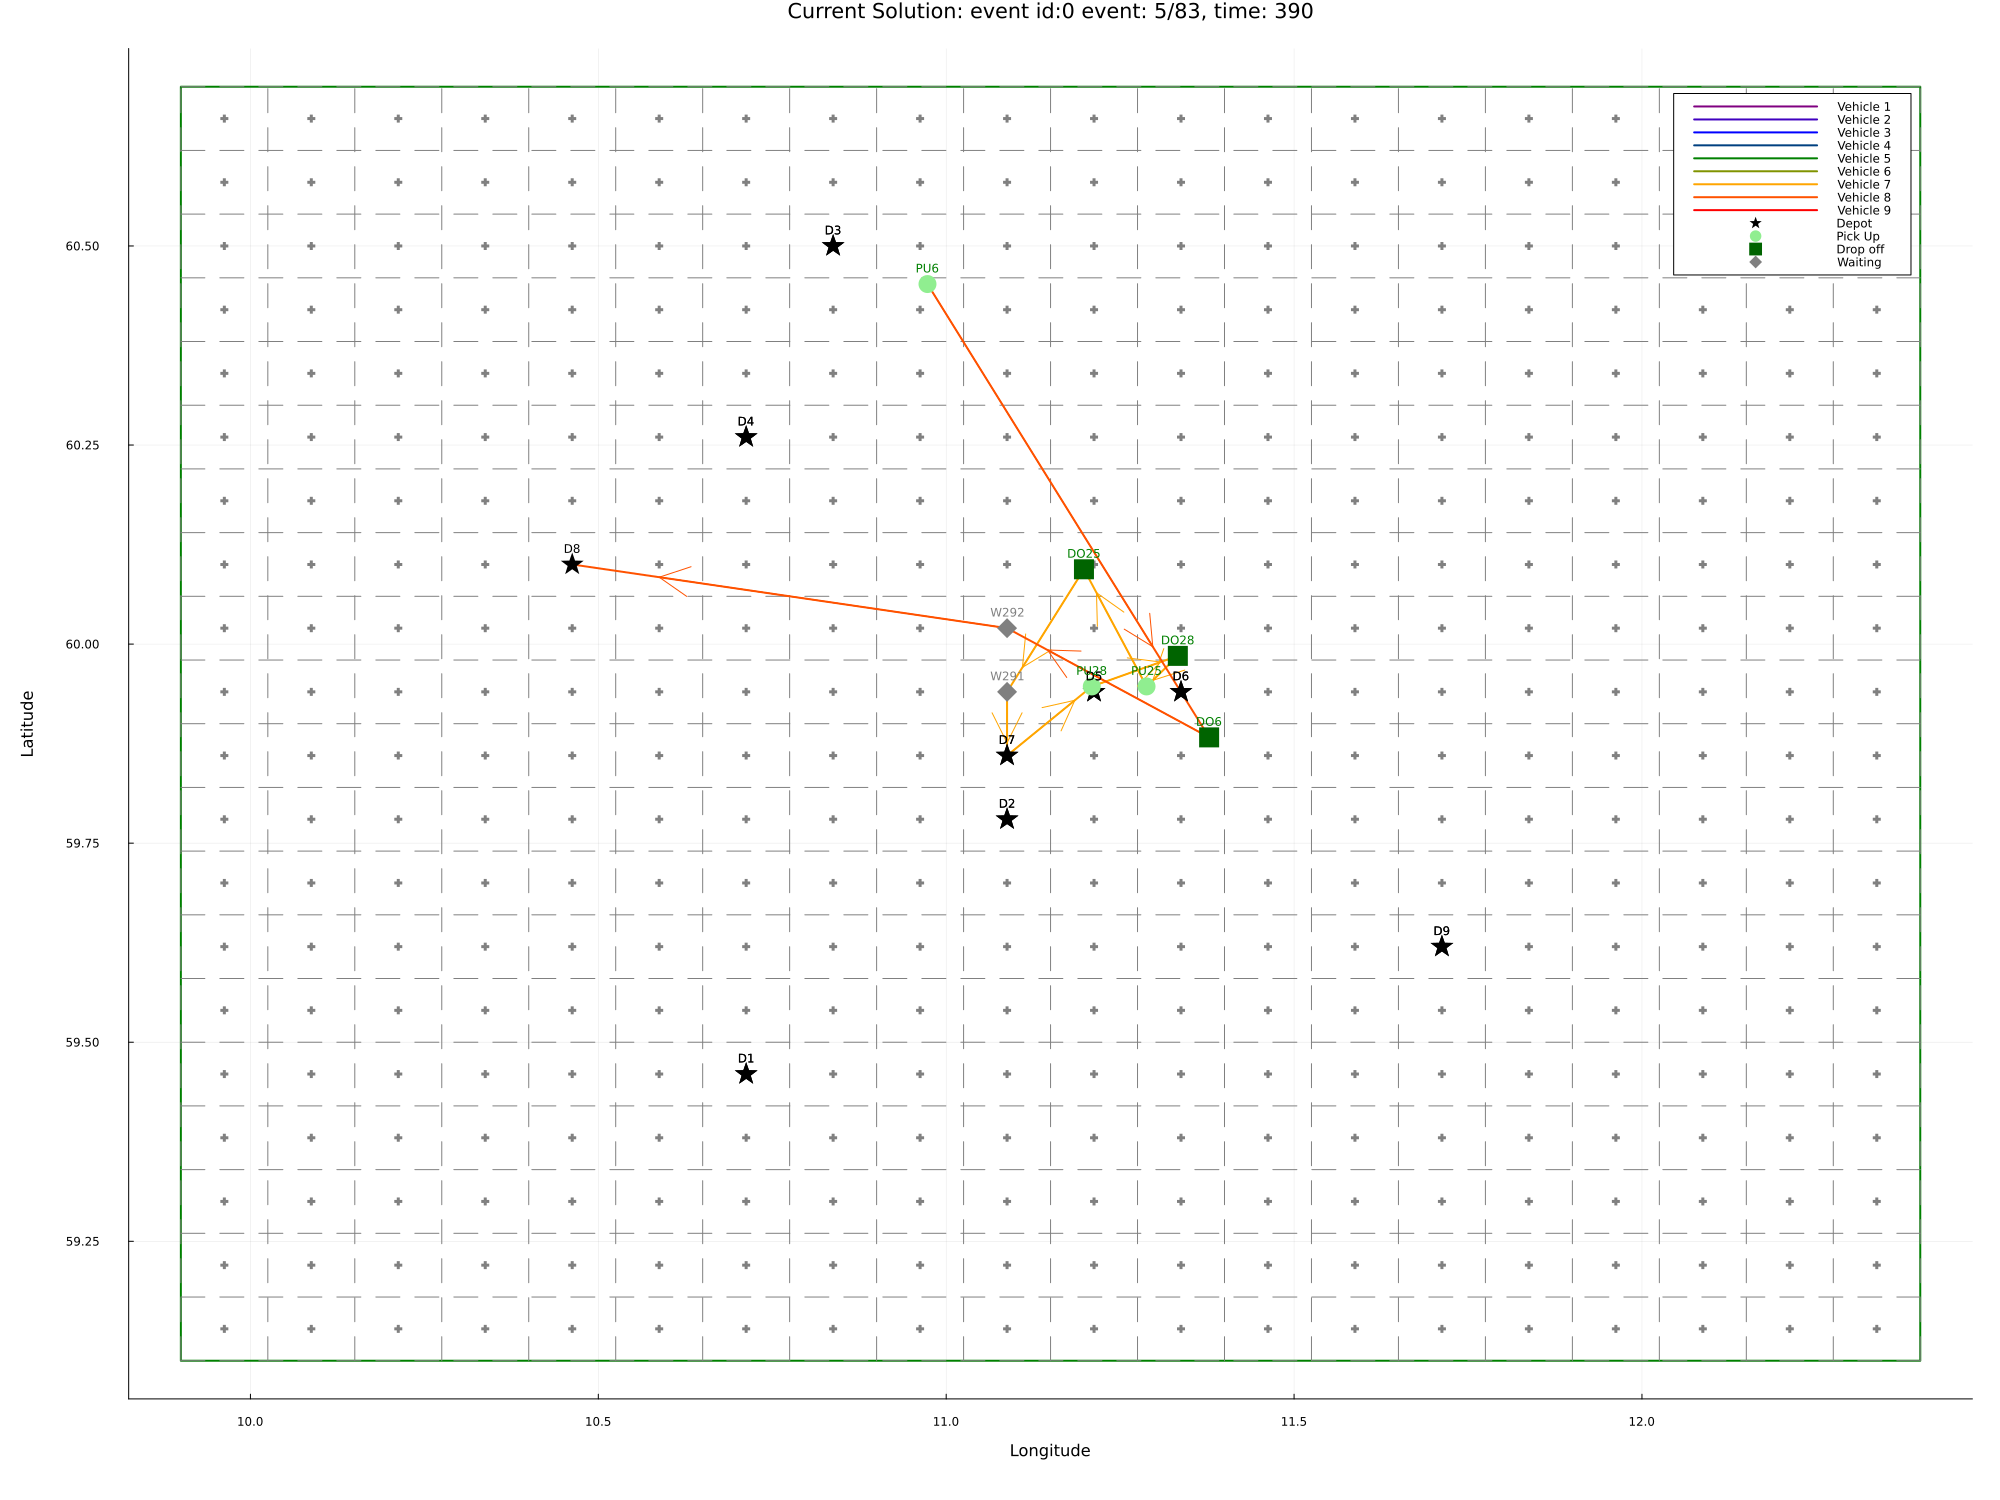 Current Solution: event id:0 event: 5/83, time: 390
Vehicle 1
Vehicle 2
Vehicle 3
Vehicle 4
Vehicle 5
Vehicle 6
Vehicle 7
Vehicle 8
Vehicle 9
Depot
Pick Up
Drop off
Waiting
D3
60.50
PU6
D4
60.25
D8
DO25
W292
DO28
60.00
W291
PU28
D5
PU25
D6
DO6
D7
D2
59.75
D9
59.50
D1
59.25
Latitude
10.0
10.5
11.0
11.5
12.0
Longitude